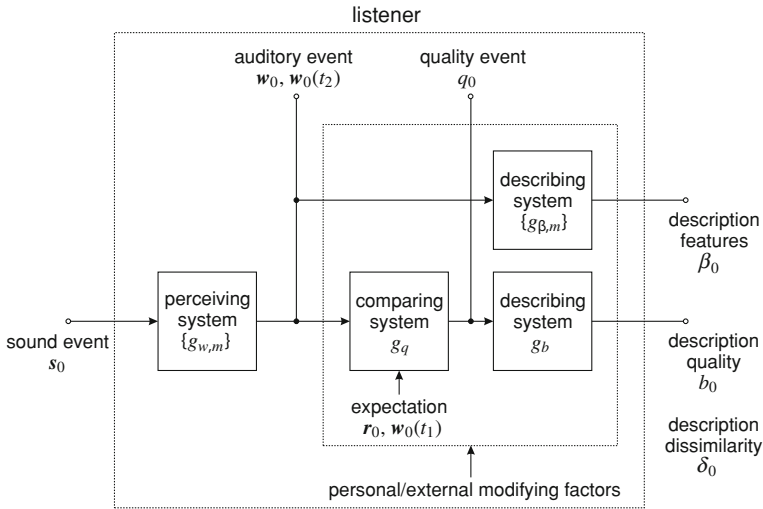 listener
auditory event
w₀, w₀(t₂)
quality event
q₀
describing
system
{gβ,m}
description
features
β₀
sound event
s₀
perceiving
system
{gw,m}
comparing
system
gq
describing
system
gb
description
quality
b₀
expectation
r₀, w₀(t₁)
description
dissimilarity
δ₀
personal/external modifying factors